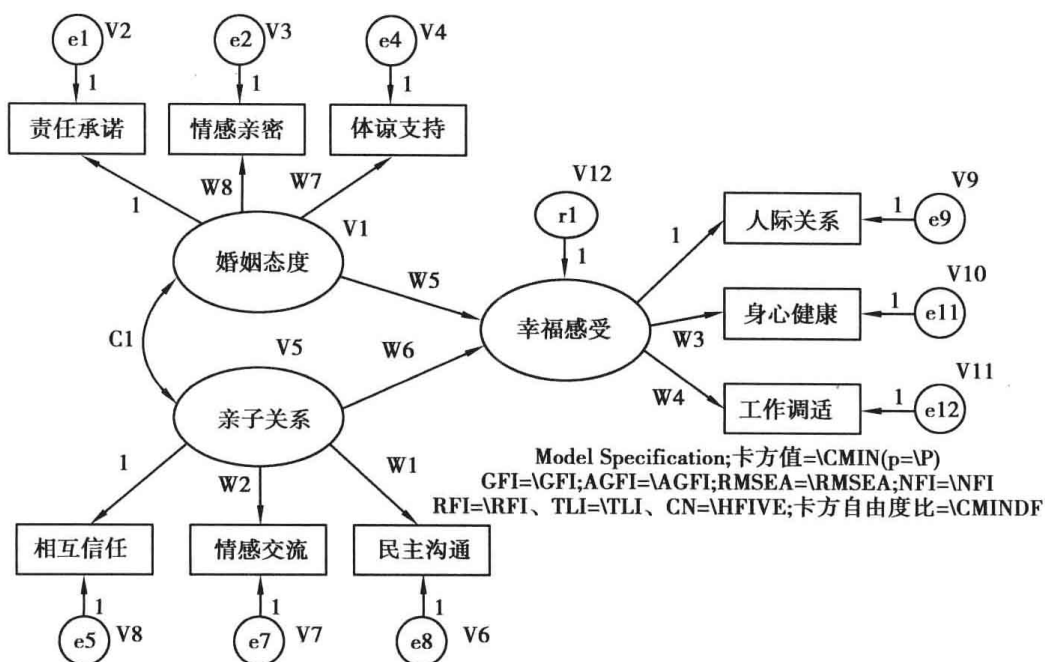 e1 V2 e2 V3 e4 V4
1 1 1
责任承诺 情感亲密 体谅支持
1 W8 W7
V12 V9
r1 人际关系 1 e9
V1 1 1
婚姻态度 W5 V10
幸福感受 身心健康 1 e11
C1 V5 W6 W3
V11
亲子关系 W4 工作调适 1 e12
1 W2 W1
Model Specification;卡方值=\CMIN(p=\P)
GFI=\GFI;AGFI=\AGFI;RMSEA=\RMSEA;NFI=\NFI
RFI=\RFI、TLI=\TLI、CN=\HFIVE;卡方自由度比=\CMINDF
相互信任 情感交流 民主沟通
1 1 1
e5 V8 e7 V7 e8 V6